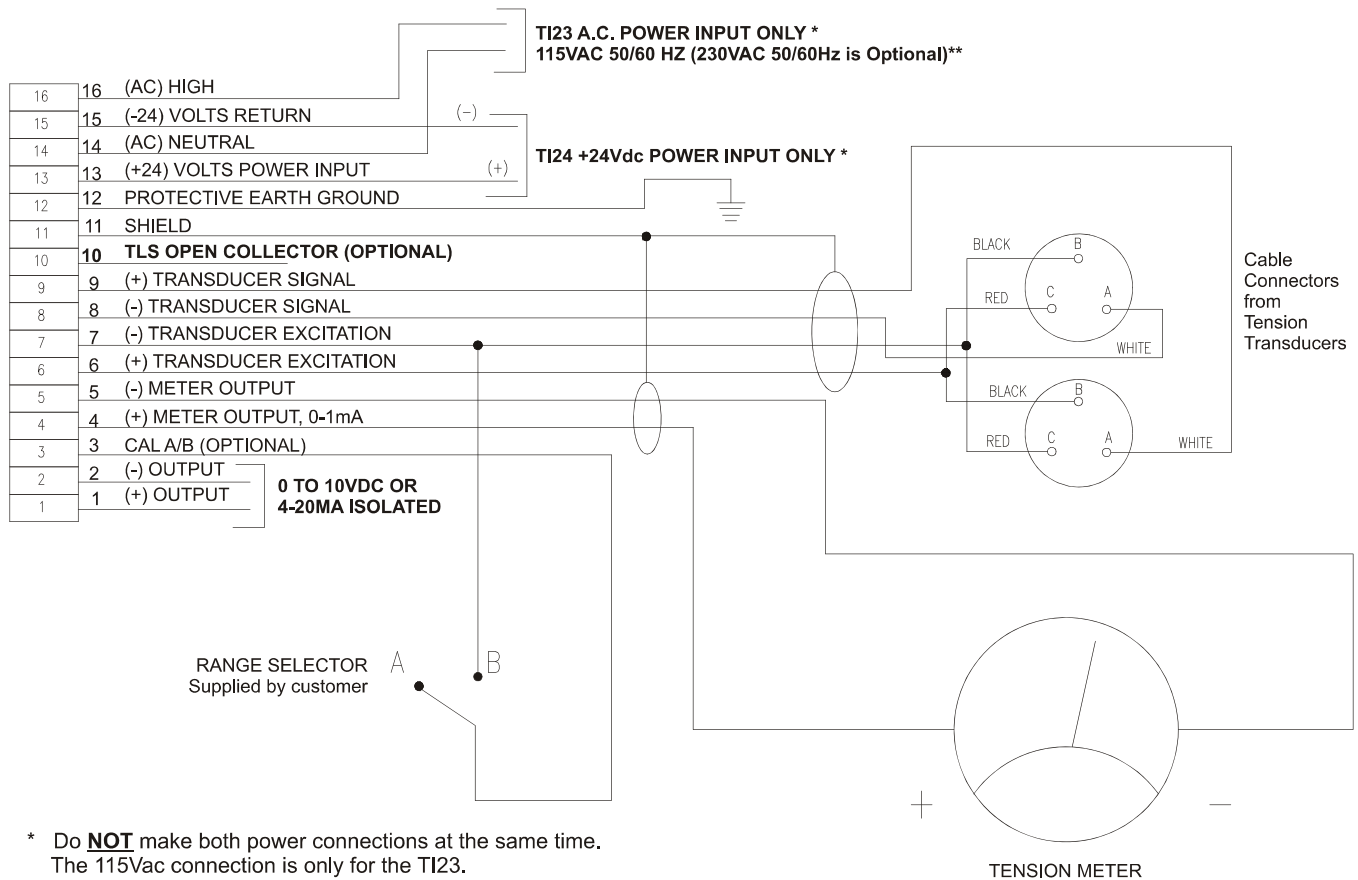 TI23 A.C. POWER INPUT ONLY *
115VAC 50/60 HZ (230VAC 50/60Hz is Optional)**
16 16 (AC) HIGH
15 15 (-24) VOLTS RETURN (-)
14 14 (AC) NEUTRAL
TI24 +24Vdc POWER INPUT ONLY *
13 13 (+24) VOLTS POWER INPUT (+)
12 12 PROTECTIVE EARTH GROUND
11 11 SHIELD
10 10 TLS OPEN COLLECTOR (OPTIONAL)
9 9 (+) TRANSDUCER SIGNAL
8 8 (-) TRANSDUCER SIGNAL
7 7 (-) TRANSDUCER EXCITATION
6 6 (+) TRANSDUCER EXCITATION
5 5 (-) METER OUTPUT
4 4 (+) METER OUTPUT, 0-1mA
3 3 CAL A/B (OPTIONAL)
2 2 (-) OUTPUT
1 1 (+) OUTPUT
0 TO 10VDC OR
4-20MA ISOLATED
BLACK B
RED C A
WHITE
BLACK B
RED C A WHITE
Cable
Connectors
from
Tension
Transducers
RANGE SELECTOR A B
Supplied by customer
+ −
TENSION METER
* Do NOT make both power connections at the same time.
The 115Vac connection is only for the TI23.